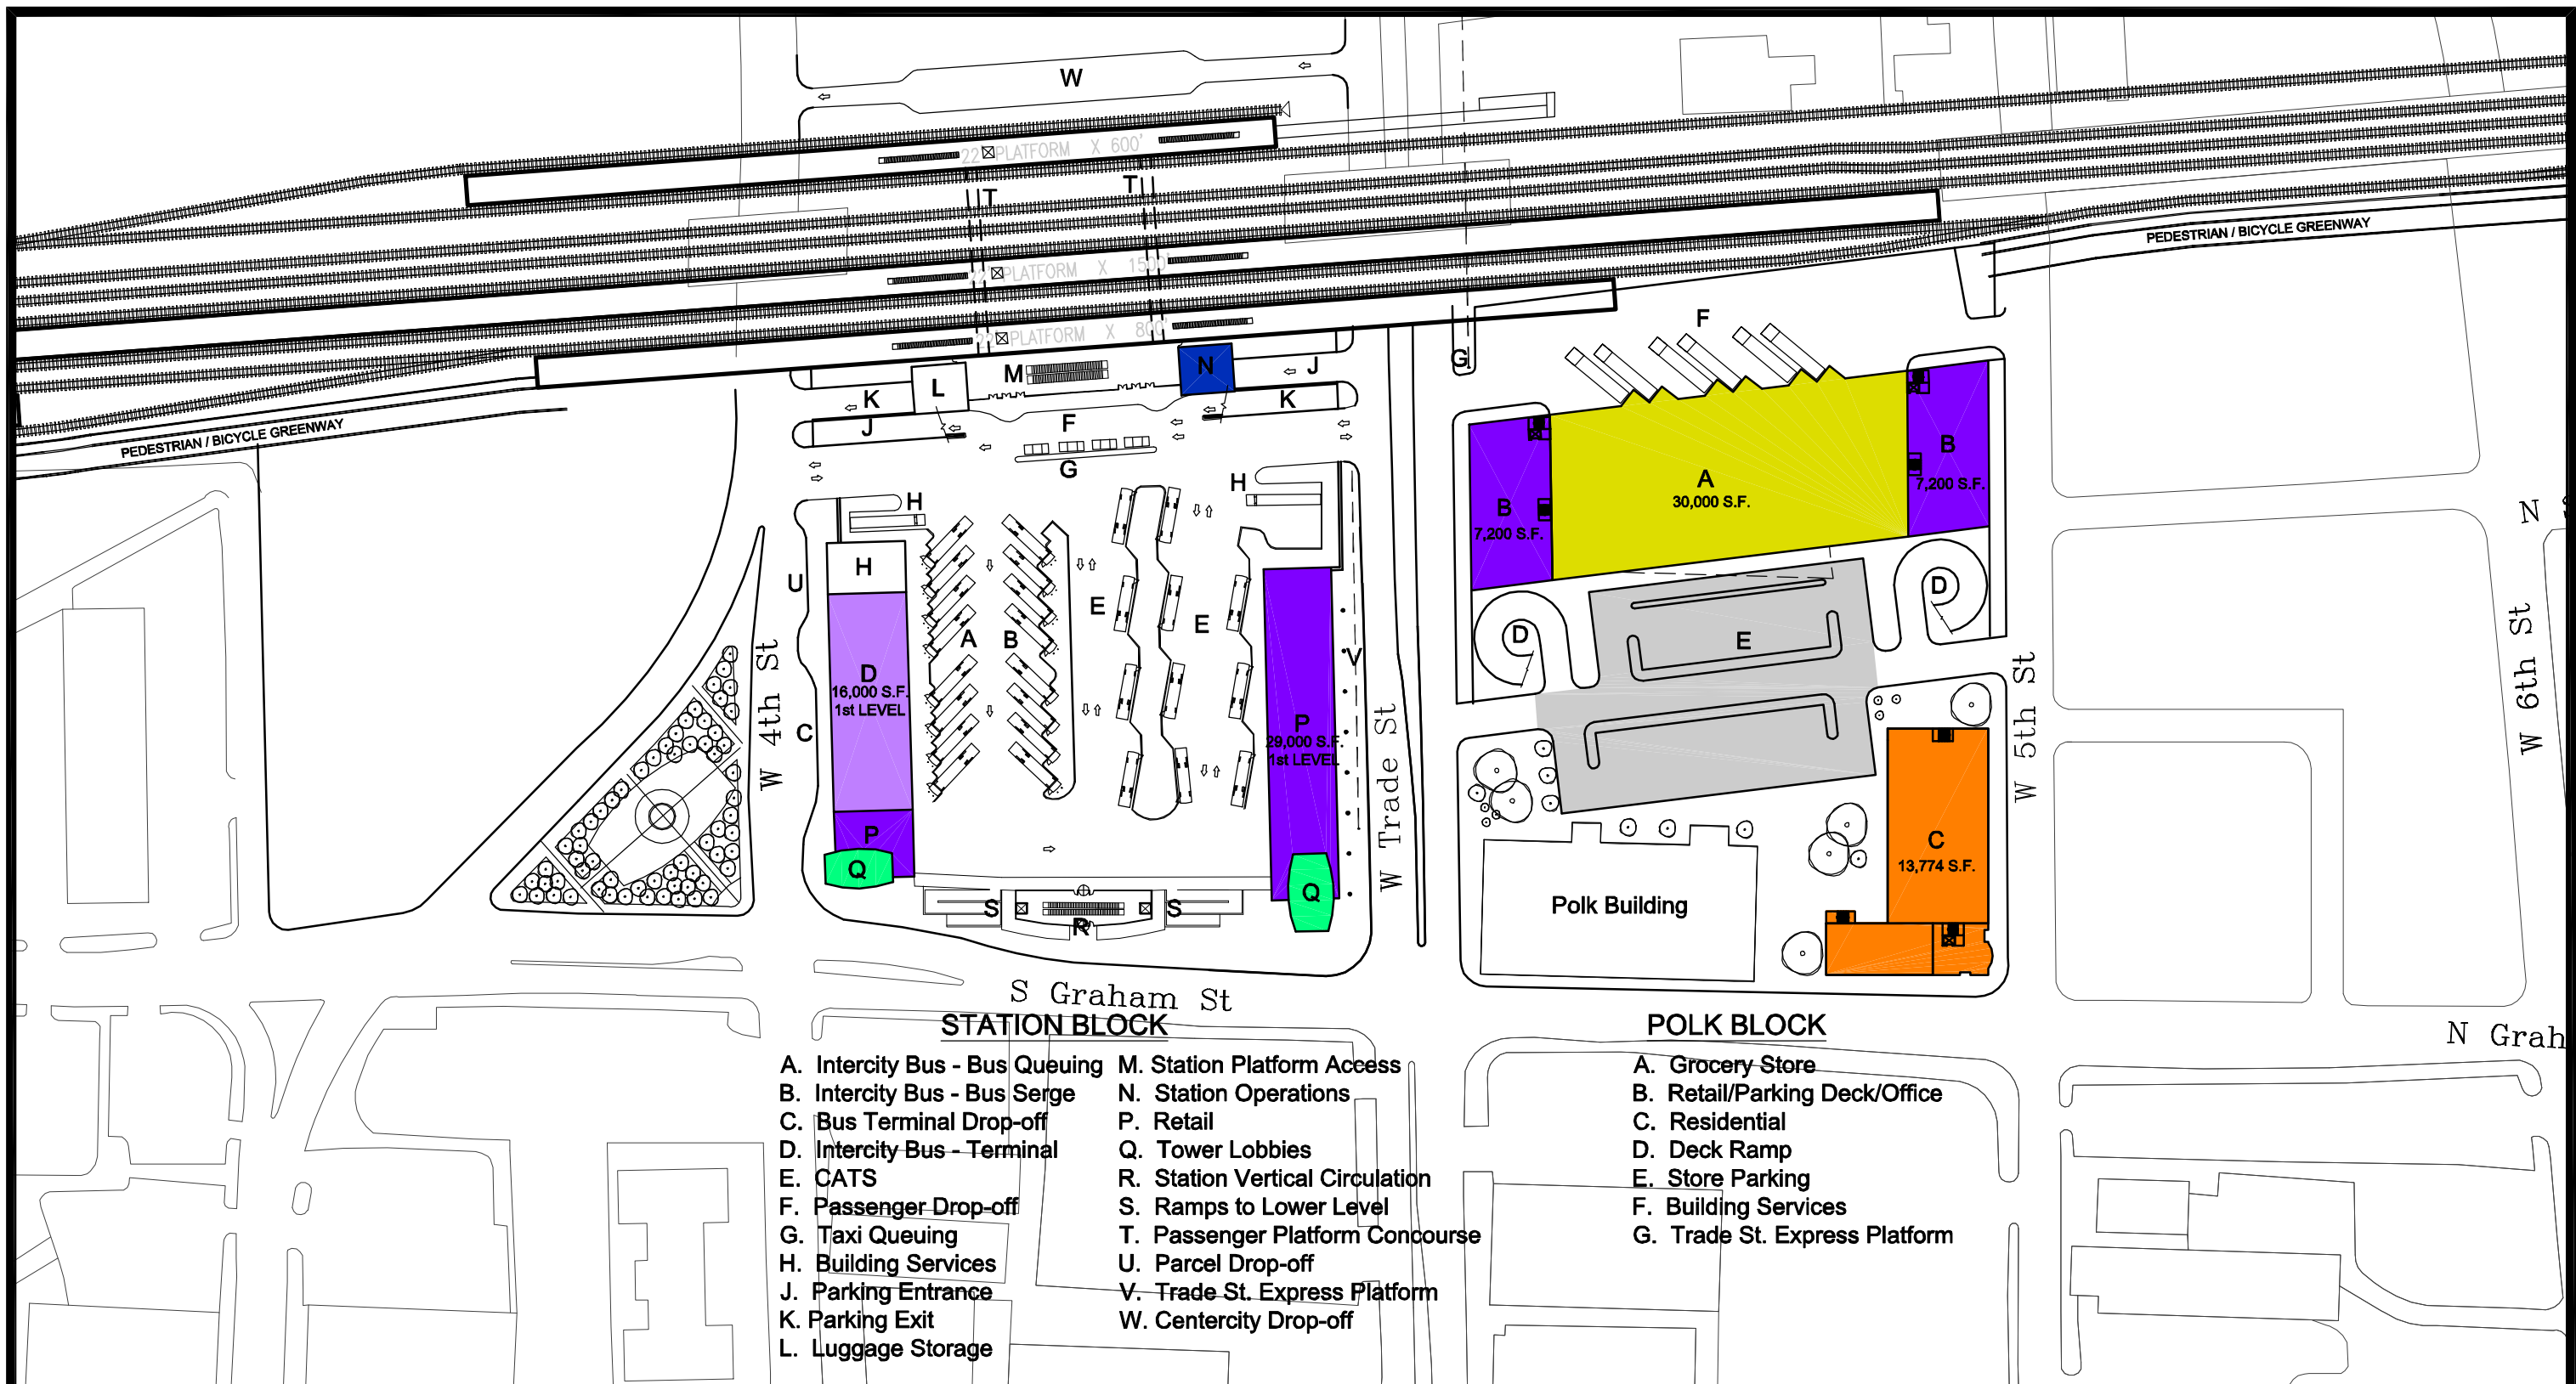 W
22' PLATFORM X 600'
T
T
PEDESTRIAN / BICYCLE GREENWAY
PLATFORM X 1500'
22' PLATFORM X 800'
F
G
M
N
J
L
K
K
J
F
G
PEDESTRIAN / BICYCLE GREENWAY
A
30,000 S.F.
B
7,200 S.F.
B
7,200 S.F.
H
H
H
U
E
E
A
B
D
16,000 S.F.
1st LEVEL
C
V
P
29,000 S.F.
1st LEVEL
P
Q
Q
S
S
R
D
D
E
C
13,774 S.F.
Polk Building
W 4th St
W Trade St
W 5th St
W 6th St
N
S Graham St
N Grah
STATION BLOCK
A. Intercity Bus - Bus Queuing
B. Intercity Bus - Bus Serge
C. Bus Terminal Drop-off
D. Intercity Bus - Terminal
E. CATS
F. Passenger Drop-off
G. Taxi Queuing
H. Building Services
J. Parking Entrance
K. Parking Exit
L. Luggage Storage
M. Station Platform Access
N. Station Operations
P. Retail
Q. Tower Lobbies
R. Station Vertical Circulation
S. Ramps to Lower Level
T. Passenger Platform Concourse
U. Parcel Drop-off
V. Trade St. Express Platform
W. Centercity Drop-off
POLK BLOCK
A. Grocery Store
B. Retail/Parking Deck/Office
C. Residential
D. Deck Ramp
E. Store Parking
F. Building Services
G. Trade St. Express Platform